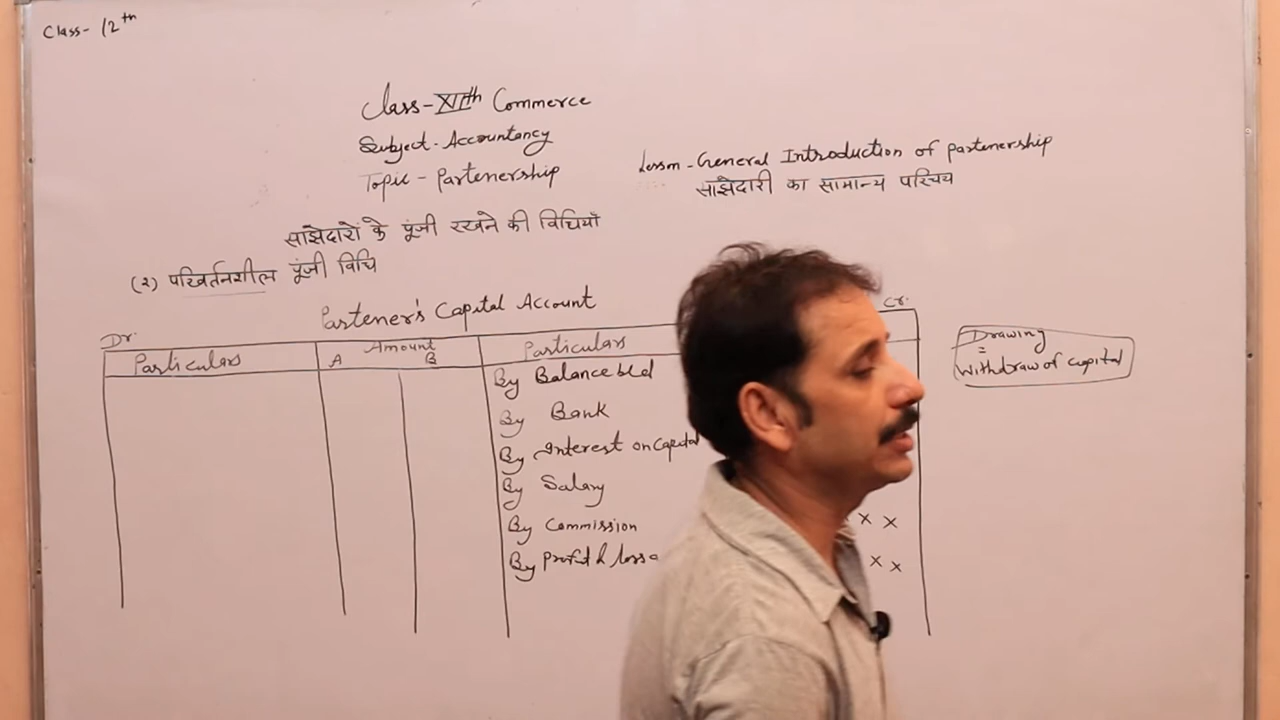 Class- 12th
Class-XIIth Commerce
Subject-Accountancy
Topic - Partenership
Lesson-General Introduction of partenership
साझेदारी का सामान्य परिचय
साझेदारों के पूंजी रखने की विधियाँ
(२) परिवर्तनशील पूंजी विधि
Partener's Capital Account
Dr.
Cr.
Particulars
Amount
A B
Particulars
By Balance b/d
By Bank
By Interest on Capital
By Salary
By Commission
x x
By Profit & loss a
x x
Drawing
=
Withdraw of capital